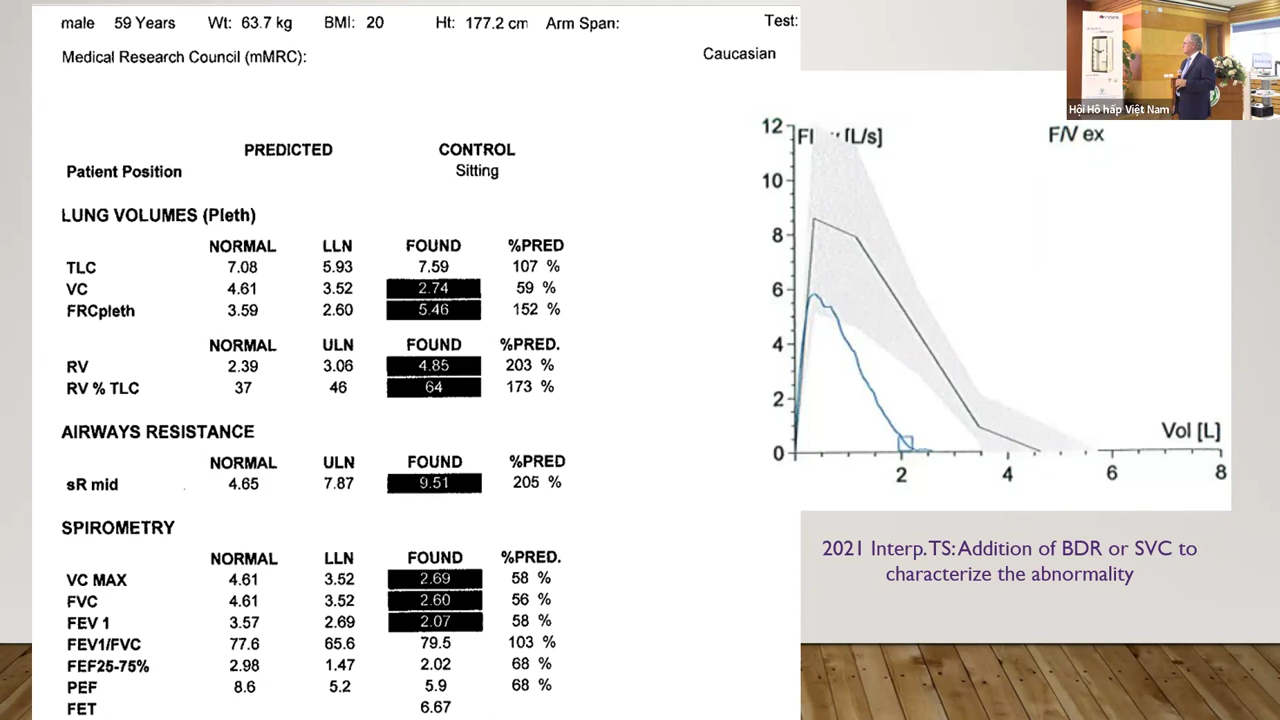 male 59 Years Wt: 63.7 kg BMI: 20 Ht: 177.2 cm Arm Span: Test:
Medical Research Council (mMRC): Caucasian
Hội Hô hấp Việt Nam
PREDICTED CONTROL
Patient Position Sitting
LUNG VOLUMES (Pleth)
NORMAL LLN FOUND %PRED
TLC 7.08 5.93 7.59 107 %
VC 4.61 3.52 2.74 59 %
FRCpleth 3.59 2.60 5.46 152 %
NORMAL ULN FOUND %PRED.
RV 2.39 3.06 4.85 203 %
RV % TLC 37 46 64 173 %
AIRWAYS RESISTANCE
NORMAL ULN FOUND %PRED
sR mid 4.65 7.87 9.51 205 %
SPIROMETRY
NORMAL LLN FOUND %PRED.
VC MAX 4.61 3.52 2.69 58 %
FVC 4.61 3.52 2.60 56 %
FEV 1 3.57 2.69 2.07 58 %
FEV1/FVC 77.6 65.6 79.5 103 %
FEF25-75% 2.98 1.47 2.02 68 %
PEF 8.6 5.2 5.9 68 %
FET 6.67
[L/s] F/V ex
12
10
8
6
4
2
0
Vol [L]
2 4 6 8
2021 Interp.TS: Addition of BDR or SVC to
characterize the abnormality